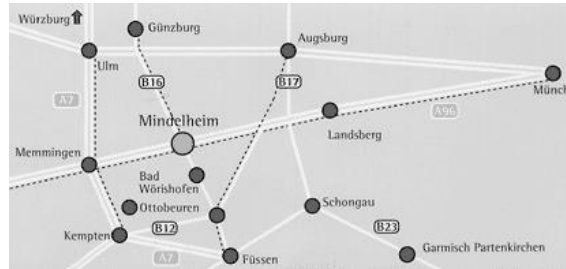 Würzburg
Günzburg
Augsburg
Ulm
B16
B17
Münch
A7
Mindelheim
A96
Landsberg
Memmingen
Bad
Wörishofen
Ottobeuren
Schongau
B12
B23
Kempten
A7
Füssen
Garmisch Partenkirchen